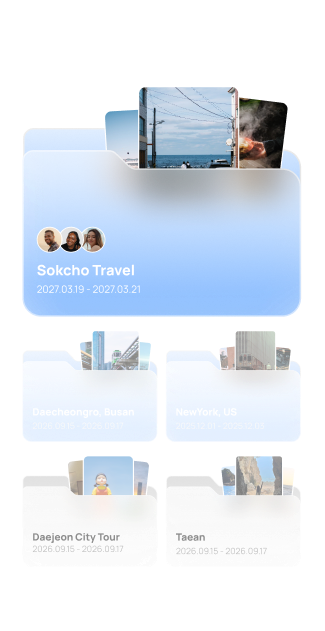 Sokcho Travel
2027.03.19 - 2027.03.21
Daecheongro, Busan
NewYork, US
Daejeon City Tour
Taean
2026.09.15 - 2026.09.17
2026.09.15 - 2026.09.17